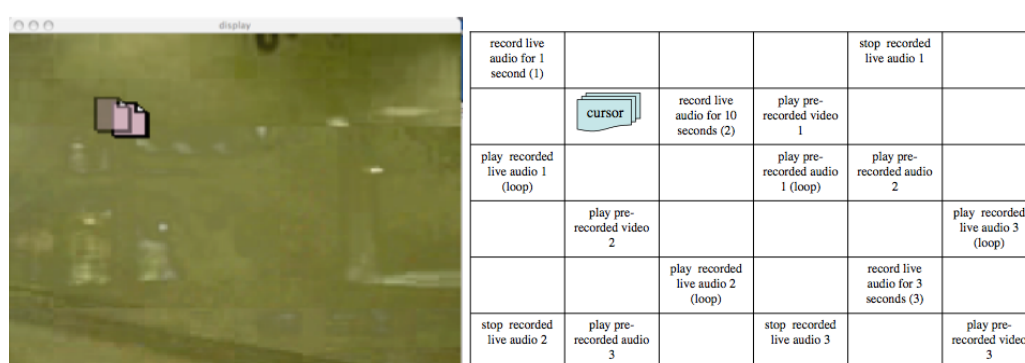 display
record live
audio for 1
second (1)
stop recorded
live audio 1
cursor
record live
audio for 10
seconds (2)
play pre-
recorded video
1
play recorded
live audio 1
(loop)
play pre-
recorded audio
1 (loop)
play pre-
recorded audio
2
play pre-
recorded video
2
play recorded
live audio 3
(loop)
play recorded
live audio 2
(loop)
record live
audio for 3
seconds (3)
stop recorded
live audio 2
play pre-
recorded audio
3
stop recorded
live audio 3
play pre-
recorded video
3